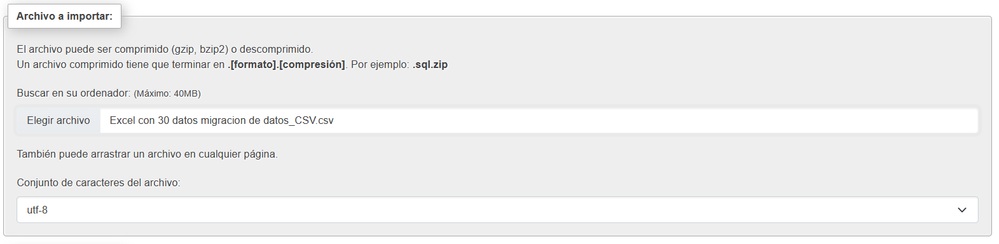 Archivo a importar:
El archivo puede ser comprimido (gzip, bzip2) o descomprimido.
Un archivo comprimido tiene que terminar en .[formato].[compresión]. Por ejemplo: .sql.zip
Buscar en su ordenador: (Máximo: 40MB)
Elegir archivo Excel con 30 datos migracion de datos_CSV.csv
También puede arrastrar un archivo en cualquier página.
Conjunto de caracteres del archivo:
utf-8